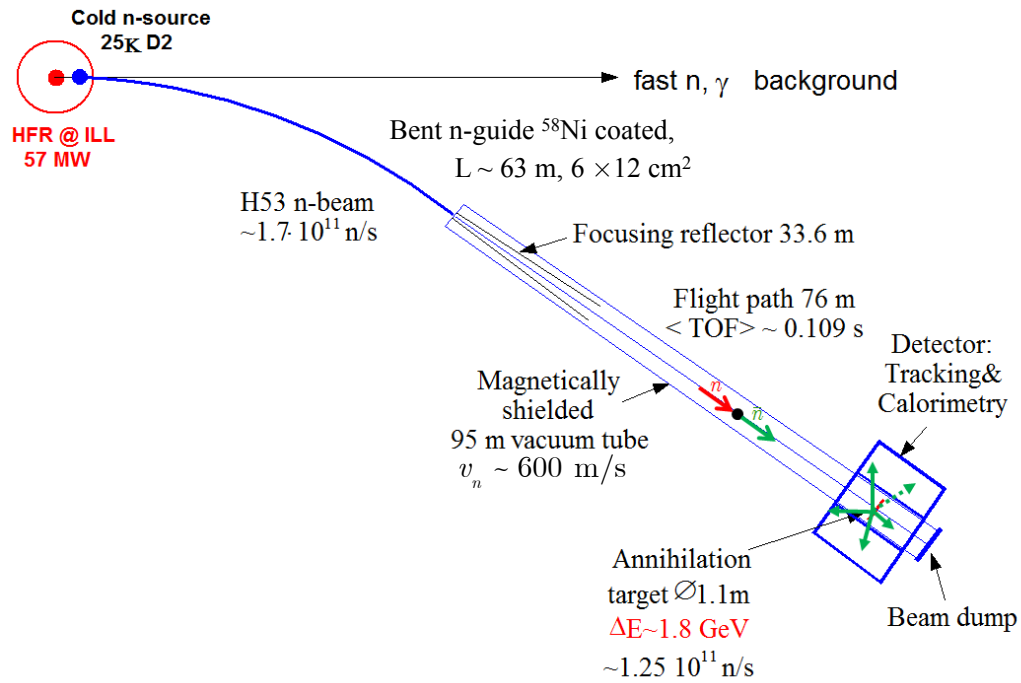 Cold n-source
25K D2
fast n, γ background
HFR @ ILL
57 MW
Bent n-guide ⁵⁸Ni coated,
L ~ 63 m, 6 ×12 cm²
H53 n-beam
~1.7· 10¹¹ n/s
Focusing reflector 33.6 m
Flight path 76 m
< TOF> ~ 0.109 s
Detector:
Tracking&
Calorimetry
Magnetically
shielded
95 m vacuum tube
vₙ ~ 600 m/s
n
n̄
Annihilation
target ∅1.1m
ΔE~1.8 GeV
~1.25 10¹¹ n/s
Beam dump